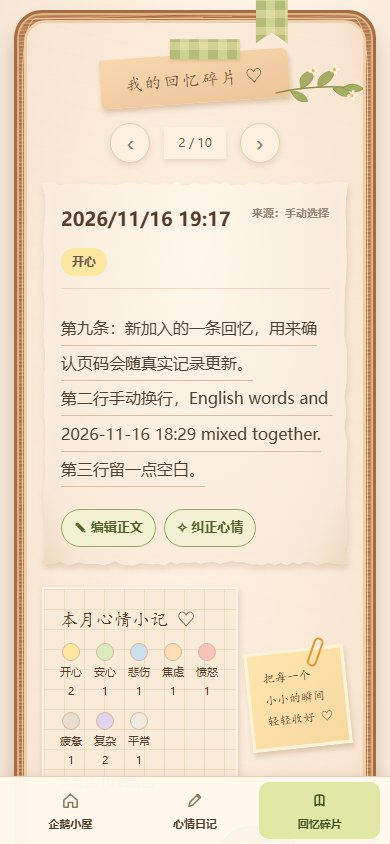 我的回忆碎片 ♡
‹ 2 / 10 ›
2026/11/16 19:17
来源：手动选择
开心
第九条：新加入的一条回忆，用来确
认页码会随真实记录更新。
第二行手动换行，English words and
2026-11-16 18:29 mixed together.
第三行留一点空白。
✎ 编辑正文
✧ 纠正心情
本月心情小记 ♡
开心 安心 悲伤 焦虑 愤怒
2 1 1 1 1
疲惫 复杂 平常
1 2 1
把每一个
小小的瞬间
轻轻收好 ♡
企鹅小屋
心情日记
回忆碎片